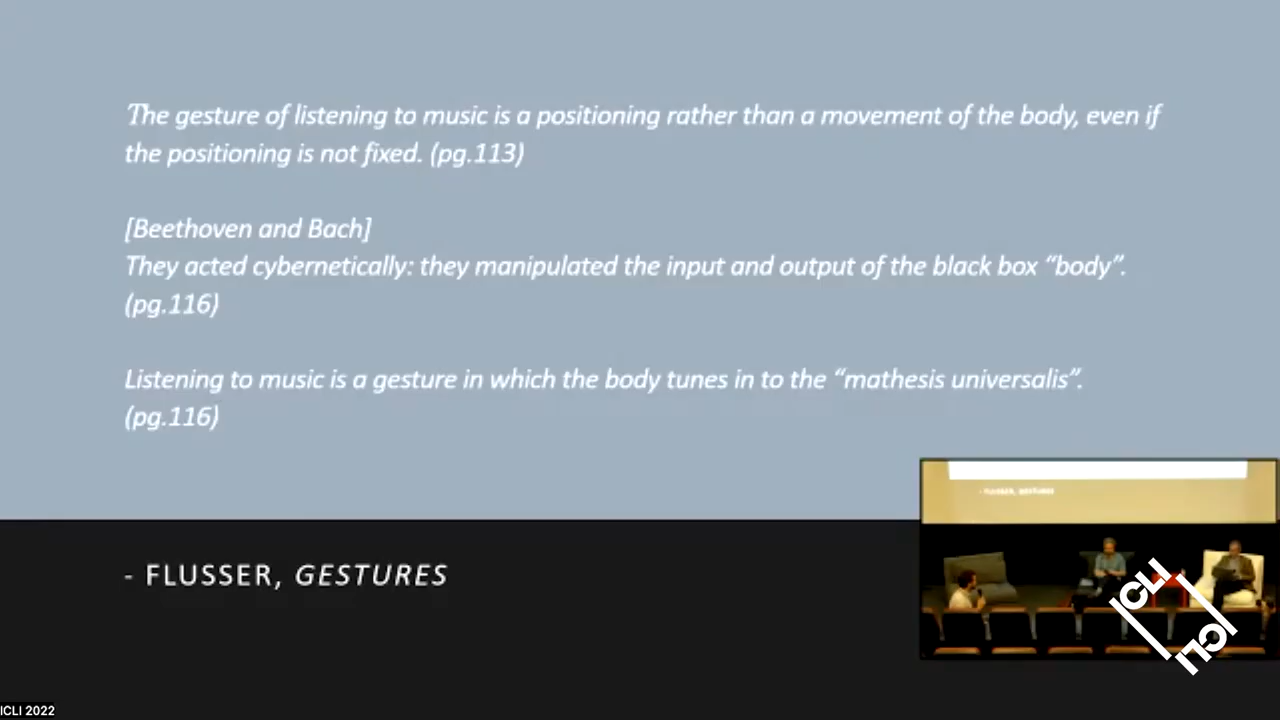 The gesture of listening to music is a positioning rather than a movement of the body, even if
the positioning is not fixed. (pg.113)
[Beethoven and Bach]
They acted cybernetically: they manipulated the input and output of the black box “body”.
(pg.116)
Listening to music is a gesture in which the body tunes in to the “mathesis universalis”.
(pg.116)
- FLUSSER, GESTURES
- FLUSSER, GESTURES
ICLI
ICLI
ICLI 2022